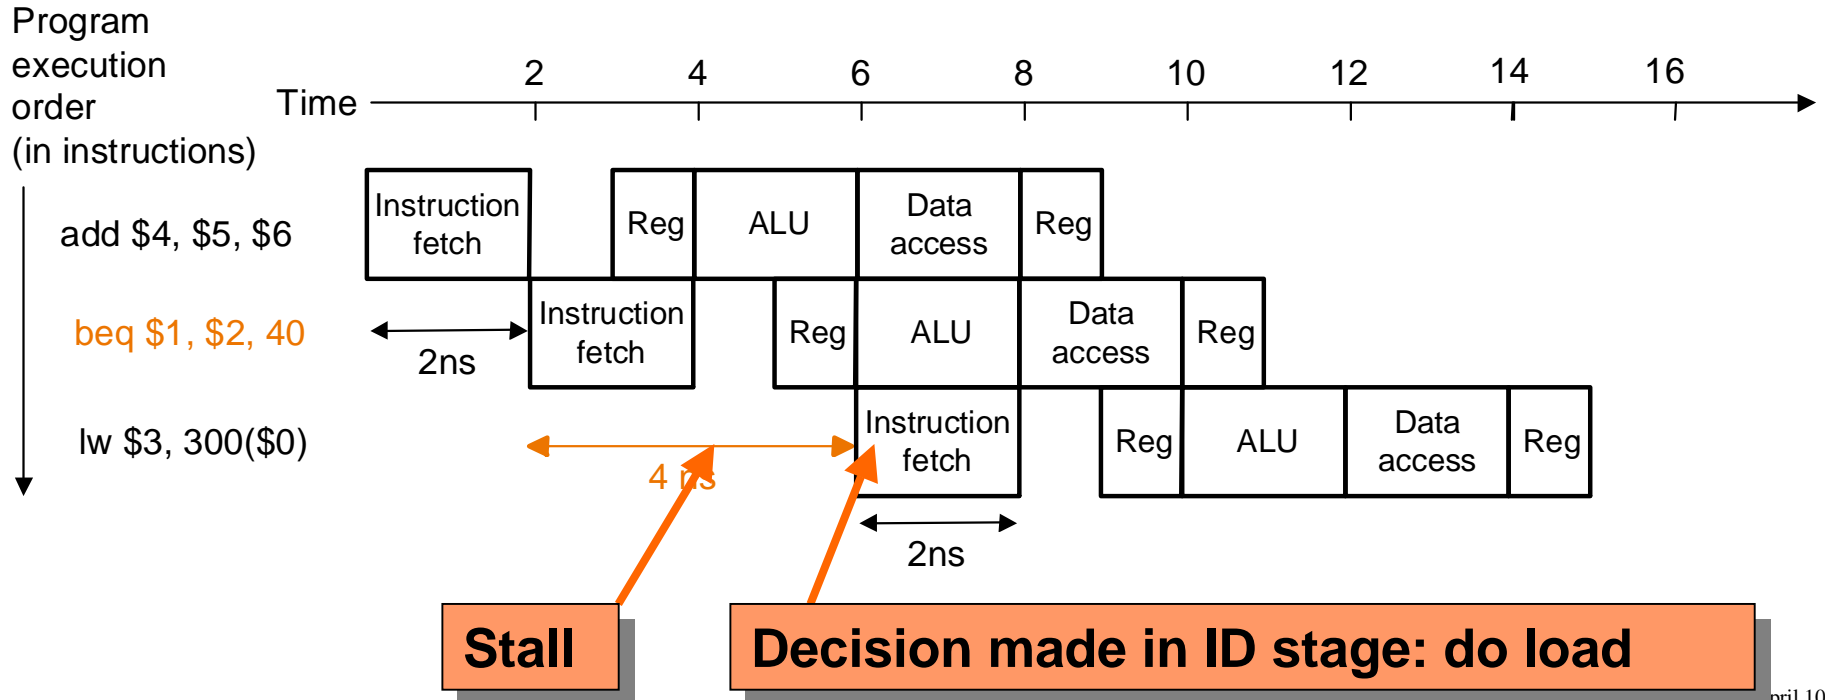 Program
execution
order
(in instructions)
Time
2 4 6 8 10 12 14 16
add $4, $5, $6
Instruction
fetch
Reg
ALU
Data
access
Reg
beq $1, $2, 40
2ns
Instruction
fetch
Reg
ALU
Data
access
Reg
lw $3, 300($0)
4 ns
Instruction
fetch
Reg
ALU
Data
access
Reg
2ns
Stall
Decision made in ID stage: do load